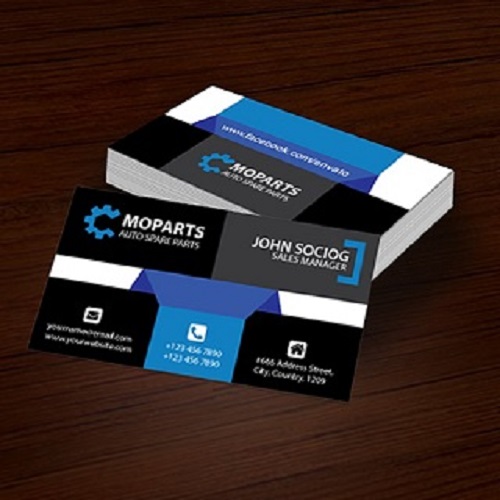 www.facebook.com/envato
MOPARTS
AUTO SPARE PARTS
MOPARTS
AUTO SPARE PARTS
JOHN SOCIOG
SALES MANAGER
yourname@email.com
www.yourwebsite.com
+123 456 7890
+123 456 7890
#666 Address Street,
City, Country, 1209